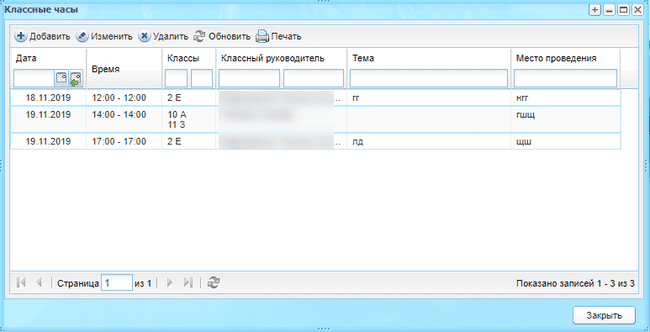 Классные часы
Добавить Изменить Удалить Обновить Печать
Дата Время Классы Классный руководитель Тема Место проведения
18.11.2019 12:00 - 12:00 2 Е ... гг нгг
19.11.2019 14:00 - 14:00 10 А гшщ
11 З
19.11.2019 17:00 - 17:00 2 Е ... лд щш
Страница 1 из 1 Показано записей 1 - 3 из 3
Закрыть